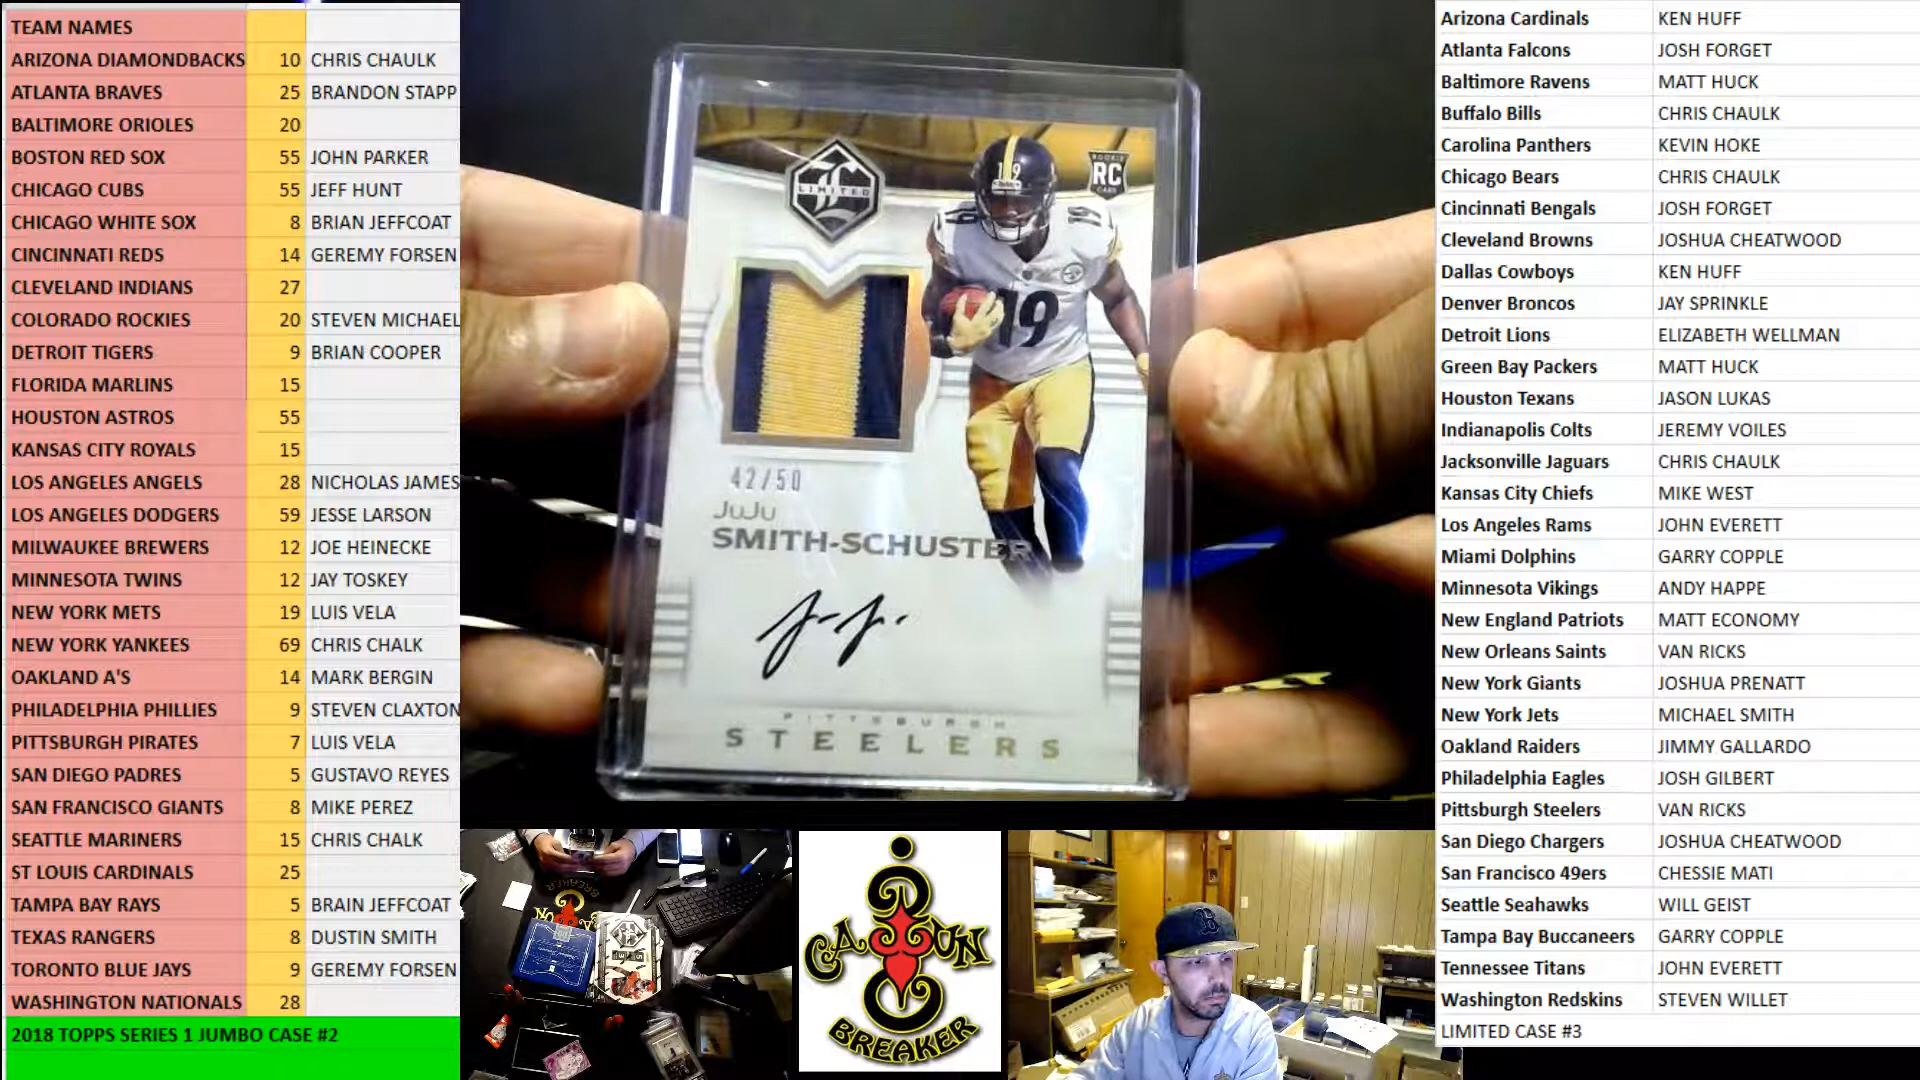 TEAM NAMES
ARIZONA DIAMONDBACKS 10 CHRIS CHAULK
ATLANTA BRAVES 25 BRANDON STAPP
BALTIMORE ORIOLES 20
BOSTON RED SOX 55 JOHN PARKER
CHICAGO CUBS 55 JEFF HUNT
CHICAGO WHITE SOX 8 BRIAN JEFFCOAT
CINCINNATI REDS 14 GEREMY FORSEN
CLEVELAND INDIANS 27
COLORADO ROCKIES 20 STEVEN MICHAEL
DETROIT TIGERS 9 BRIAN COOPER
FLORIDA MARLINS 15
HOUSTON ASTROS 55
KANSAS CITY ROYALS 15
LOS ANGELES ANGELS 28 NICHOLAS JAMES
LOS ANGELES DODGERS 59 JESSE LARSON
MILWAUKEE BREWERS 12 JOE HEINECKE
MINNESOTA TWINS 12 JAY TOSKEY
NEW YORK METS 19 LUIS VELA
NEW YORK YANKEES 69 CHRIS CHALK
OAKLAND A'S 14 MARK BERGIN
PHILADELPHIA PHILLIES 9 STEVEN CLAXTON
PITTSBURGH PIRATES 7 LUIS VELA
SAN DIEGO PADRES 5 GUSTAVO REYES
SAN FRANCISCO GIANTS 8 MIKE PEREZ
SEATTLE MARINERS 15 CHRIS CHALK
ST LOUIS CARDINALS 25
TAMPA BAY RAYS 5 BRAIN JEFFCOAT
TEXAS RANGERS 8 DUSTIN SMITH
TORONTO BLUE JAYS 9 GEREMY FORSEN
WASHINGTON NATIONALS 28
2018 TOPPS SERIES 1 JUMBO CASE #2
LIMITED
ROOKIE
RC
CARD
19
19
19
42/50
JuJu
SMITH-SCHUSTER
PITTSBURGH
STEELERS
CAJUN
BREAKER
Arizona Cardinals KEN HUFF
Atlanta Falcons JOSH FORGET
Baltimore Ravens MATT HUCK
Buffalo Bills CHRIS CHAULK
Carolina Panthers KEVIN HOKE
Chicago Bears CHRIS CHAULK
Cincinnati Bengals JOSH FORGET
Cleveland Browns JOSHUA CHEATWOOD
Dallas Cowboys KEN HUFF
Denver Broncos JAY SPRINKLE
Detroit Lions ELIZABETH WELLMAN
Green Bay Packers MATT HUCK
Houston Texans JASON LUKAS
Indianapolis Colts JEREMY VOILES
Jacksonville Jaguars CHRIS CHAULK
Kansas City Chiefs MIKE WEST
Los Angeles Rams JOHN EVERETT
Miami Dolphins GARRY COPPLE
Minnesota Vikings ANDY HAPPE
New England Patriots MATT ECONOMY
New Orleans Saints VAN RICKS
New York Giants JOSHUA PRENATT
New York Jets MICHAEL SMITH
Oakland Raiders JIMMY GALLARDO
Philadelphia Eagles JOSH GILBERT
Pittsburgh Steelers VAN RICKS
San Diego Chargers JOSHUA CHEATWOOD
San Francisco 49ers CHESSIE MATI
Seattle Seahawks WILL GEIST
Tampa Bay Buccaneers GARRY COPPLE
Tennessee Titans JOHN EVERETT
Washington Redskins STEVEN WILLET
LIMITED CASE #3